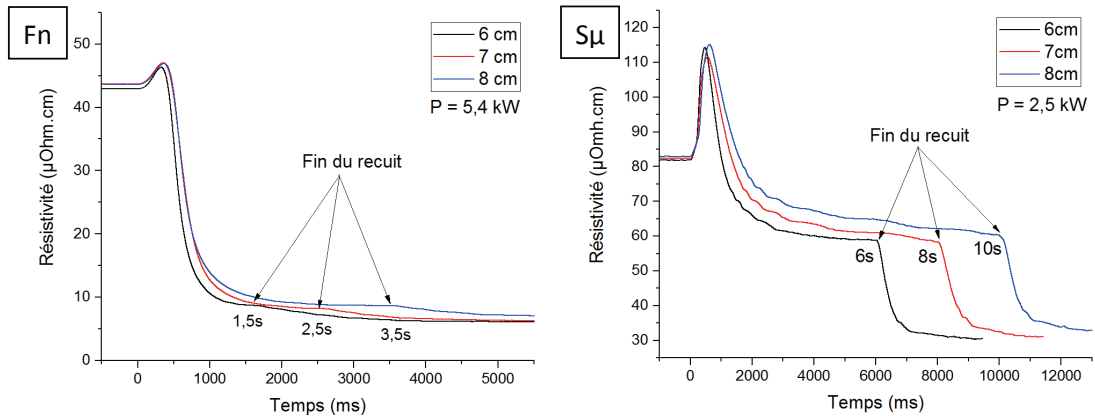 Fn
6 cm
7 cm
8 cm
P = 5,4 kW
Fin du recuit
1,5s
2,5s
3,5s
Résistivité (µOhm.cm)
50
40
30
20
10
0
0
1000
2000
3000
4000
5000
Temps (ms)
Sµ
6cm
7cm
8cm
P = 2,5 kW
Fin du recuit
6s
8s
10s
Résistivité (µOmh.cm)
120
110
100
90
80
70
60
50
40
30
0
2000
4000
6000
8000
10000
12000
Temps (ms)